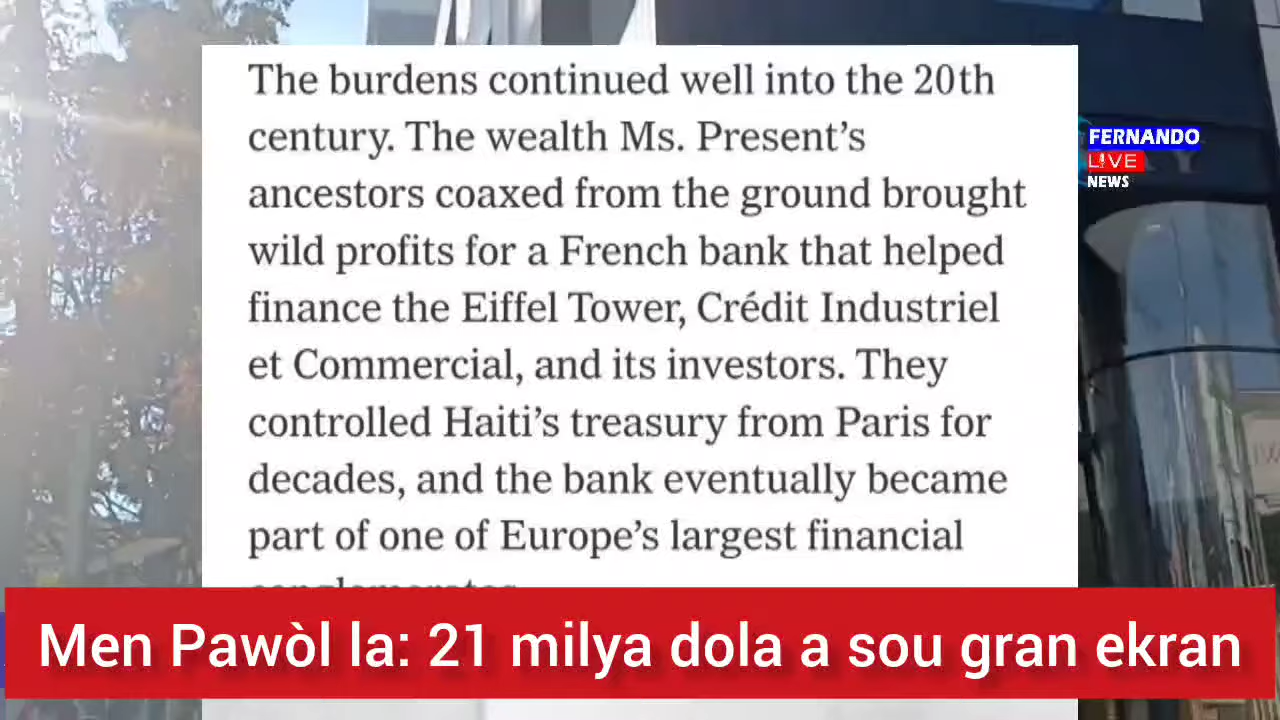 The burdens continued well into the 20th
century. The wealth Ms. Present’s
ancestors coaxed from the ground brought
wild profits for a French bank that helped
finance the Eiffel Tower, Crédit Industriel
et Commercial, and its investors. They
controlled Haiti’s treasury from Paris for
decades, and the bank eventually became
part of one of Europe’s largest financial
FERNANDO
LIVE
NEWS
Men Pawòl la: 21 milya dola a sou gran ekran